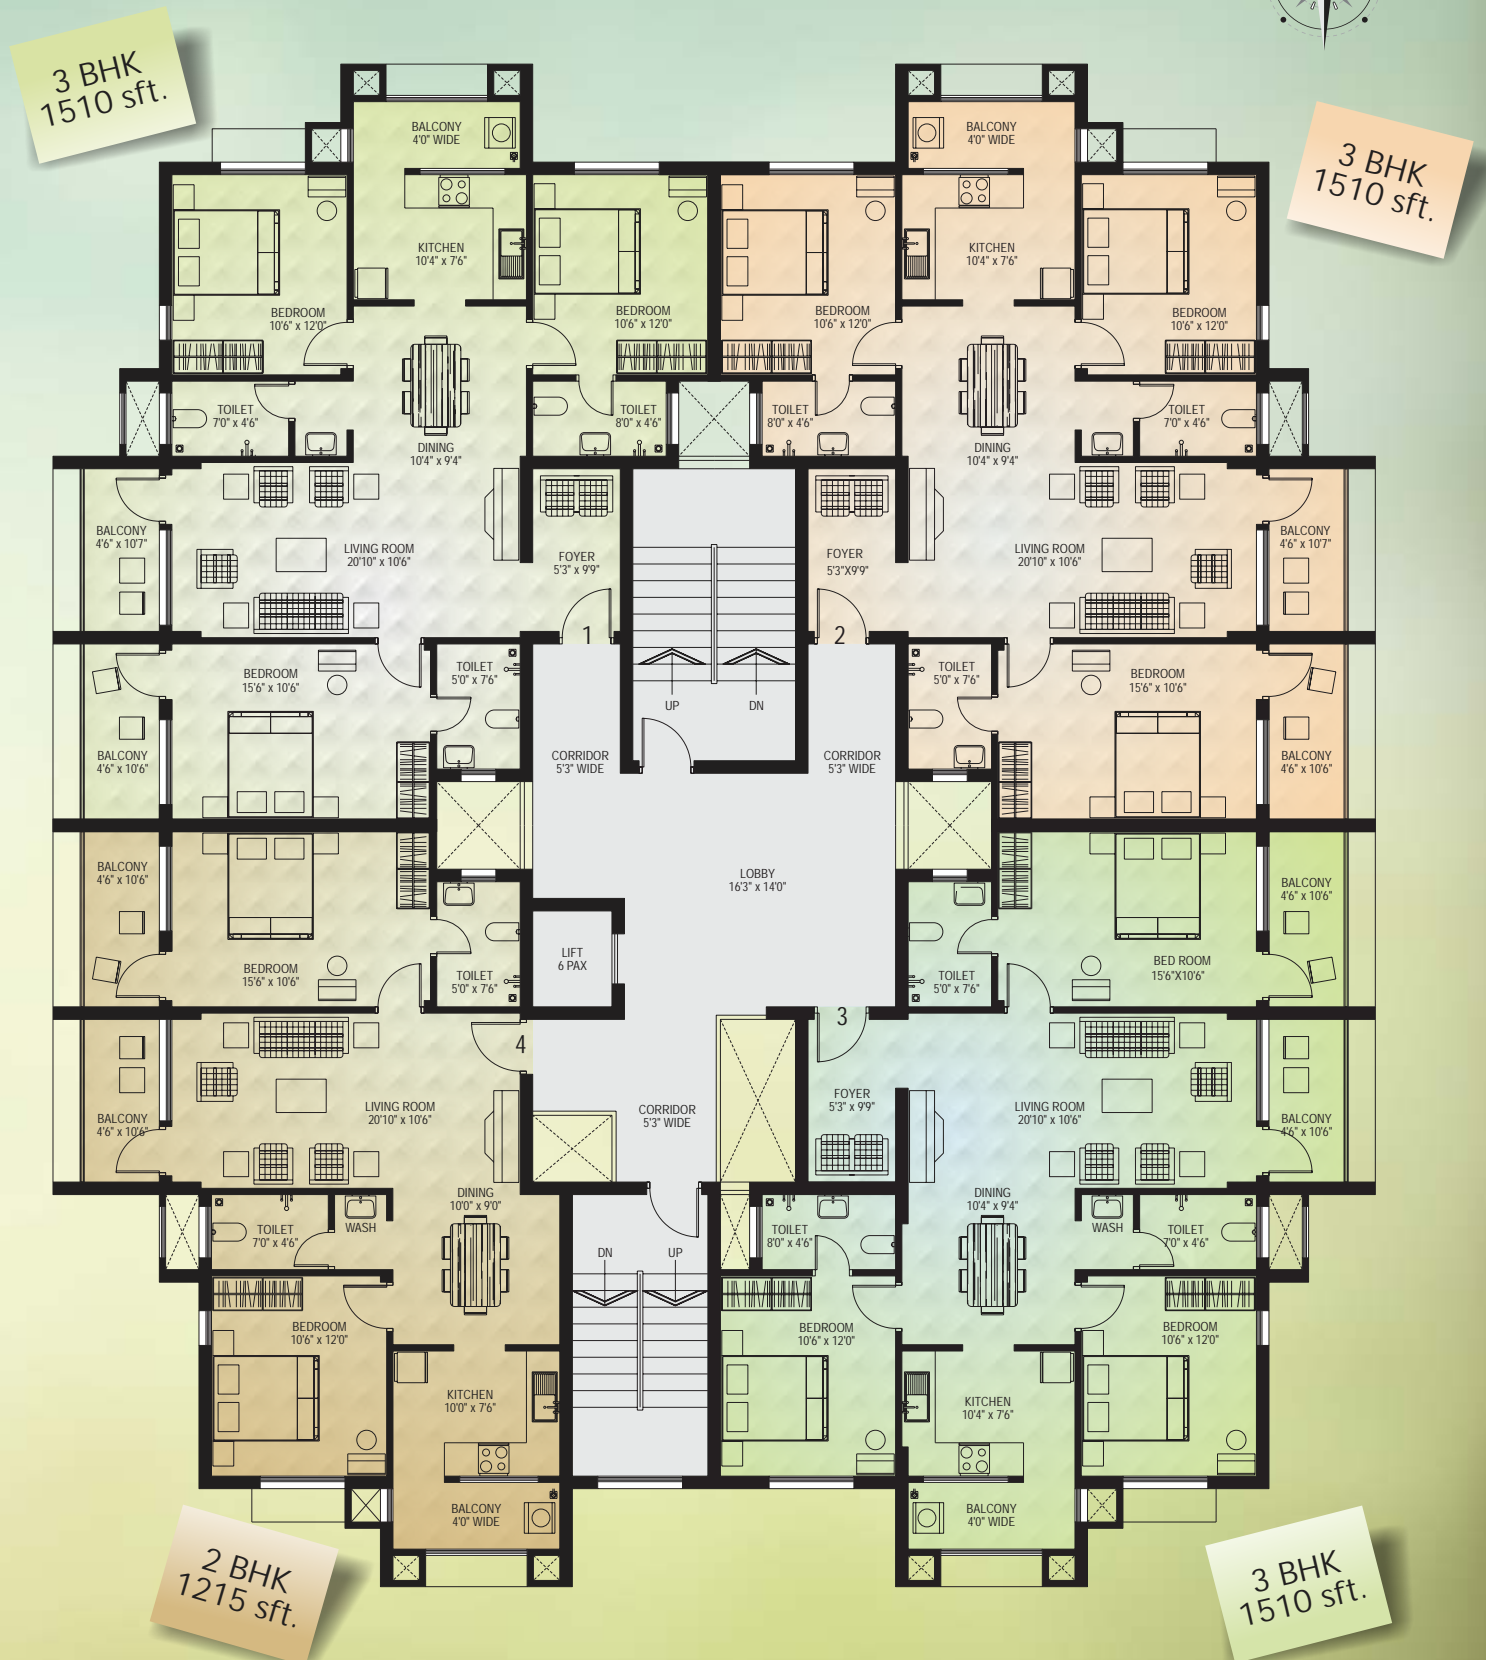 3 BHK
1510 sft.
3 BHK
1510 sft.
BALCONY
4'0" WIDE
KITCHEN
10'4" x 7'6"
BEDROOM
10'6" x 12'0"
BEDROOM
10'6" x 12'0"
TOILET
7'0" x 4'6"
DINING
10'4" x 9'4"
TOILET
8'0" x 4'6"
BALCONY
4'6" x 10'7"
LIVING ROOM
20'10" x 10'6"
FOYER
5'3" x 9'9"
1
BEDROOM
15'6" x 10'6"
TOILET
5'0" x 7'6"
BALCONY
4'6" x 10'6"
BALCONY
4'0" WIDE
KITCHEN
10'4" x 7'6"
BEDROOM
10'6" x 12'0"
BEDROOM
10'6" x 12'0"
TOILET
8'0" x 4'6"
DINING
10'4" x 9'4"
TOILET
7'0" x 4'6"
FOYER
5'3"X9'9"
LIVING ROOM
20'10" x 10'6"
BALCONY
4'6" x 10'7"
2
TOILET
5'0" x 7'6"
BEDROOM
15'6" x 10'6"
BALCONY
4'6" x 10'6"
UP
DN
CORRIDOR
5'3" WIDE
CORRIDOR
5'3" WIDE
LOBBY
16'3" x 14'0"
LIFT
6 PAX
BALCONY
4'6" x 10'6"
BEDROOM
15'6" x 10'6"
TOILET
5'0" x 7'6"
4
BALCONY
4'6" x 10'6"
LIVING ROOM
20'10" x 10'6"
CORRIDOR
5'3" WIDE
TOILET
7'0" x 4'6"
WASH
DINING
10'0" x 9'0"
BEDROOM
10'6" x 12'0"
KITCHEN
10'0" x 7'6"
BALCONY
4'0" WIDE
DN
UP
TOILET
5'0" x 7'6"
BED ROOM
15'6"X10'6"
BALCONY
4'6" x 10'6"
3
FOYER
5'3" x 9'9"
LIVING ROOM
20'10" x 10'6"
BALCONY
4'6" x 10'6"
TOILET
8'0" x 4'6"
DINING
10'4" x 9'4"
WASH
TOILET
7'0" x 4'6"
BEDROOM
10'6" x 12'0"
BEDROOM
10'6" x 12'0"
KITCHEN
10'4" x 7'6"
BALCONY
4'0" WIDE
2 BHK
1215 sft.
3 BHK
1510 sft.